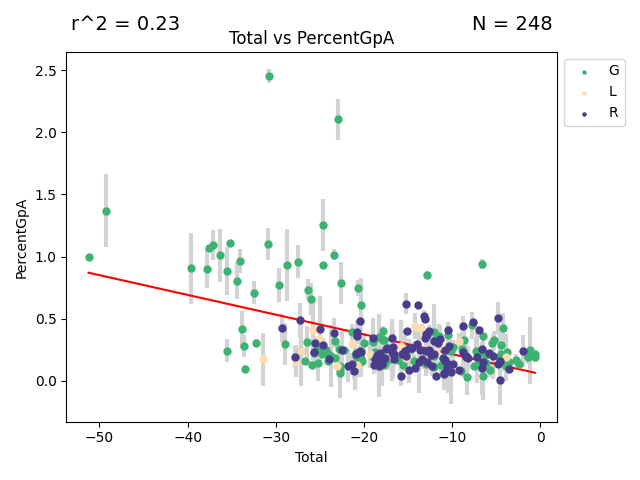 r^2 = 0.23
N = 248
Total vs PercentGpA
G
L
R
PercentGpA
2.5
2.0
1.5
1.0
0.5
0.0
−50
−40
−30
−20
−10
0
Total